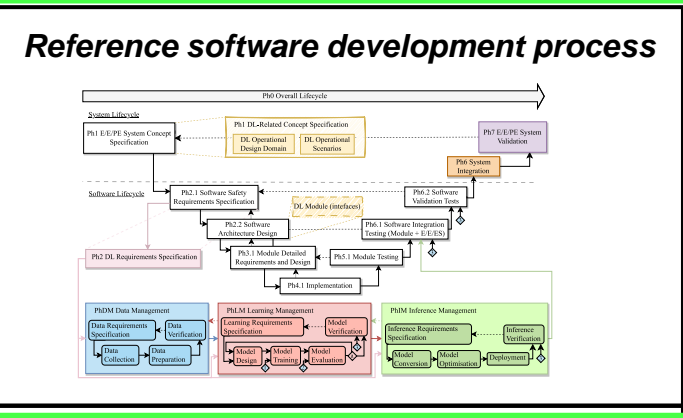 Reference software development process
Ph0 Overall Lifecycle
System Lifecycle
Ph1 E/E/PE System Concept
Specification
Ph1 DL-Related Concept Specification
DL Operational
Design Domain
DL Operational
Scenarios
Ph7 E/E/PE System
Validation
Ph6 System
Integration
Software Lifecycle
Ph2.1 Software Safety
Requirements Specification
Ph6.2 Software
Validation Tests
DL Module (intefaces)
Ph2.2 Software
Architecture Design
Ph6.1 Software Integration
Testing (Module + E/E/ES)
Ph2 DL Requirements Specification
Ph3.1 Module Detailed
Requirements and Design
Ph5.1 Module Testing
Ph4.1 Implementation
PhDM Data Management
Data Requirements
Specification
Data
Verification
Data
Collection
Data
Preparation
PhLM Learning Management
Learning Requirements
Specification
Model
Verification
Model
Design
Model
Training
Model
Evaluation
PhIM Inference Management
Inference Requirements
Specification
Inference
Verification
Model
Conversion
Model
Optimisation
Deployment